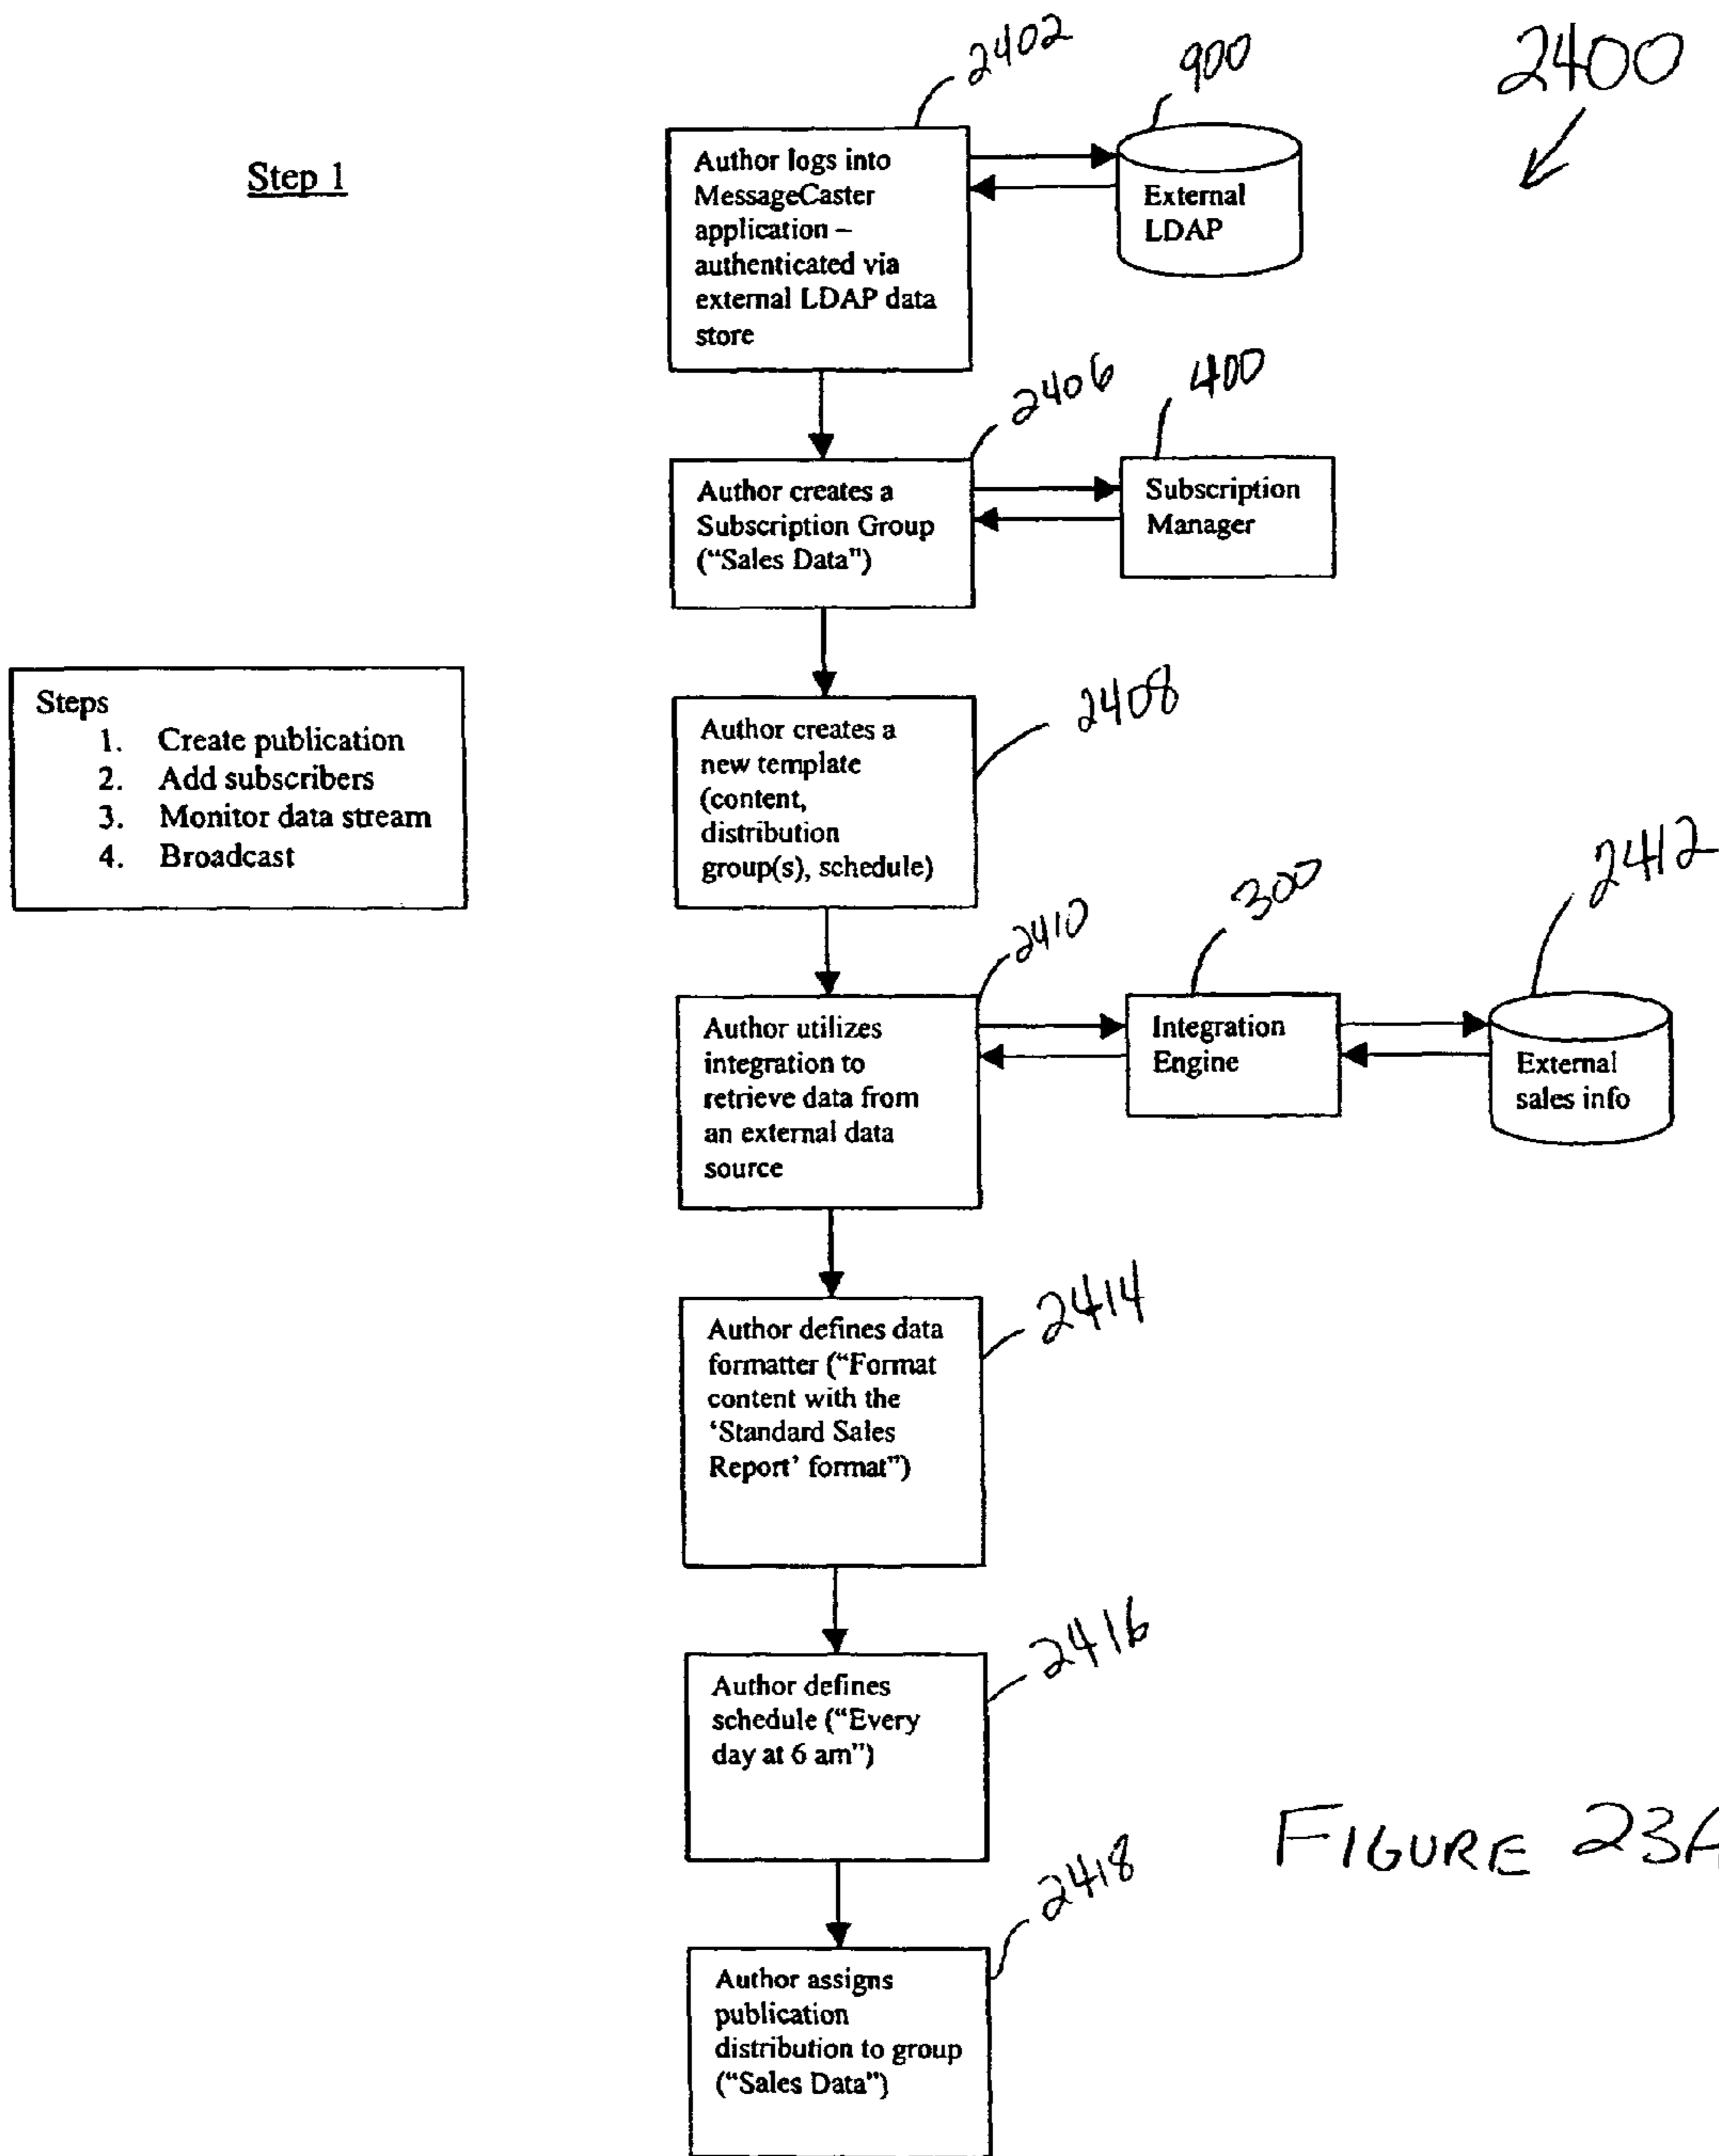 2400
2402
900
Step 1
Author logs into
MessageCaster
application –
authenticated via
external LDAP data
store
External
LDAP
2406
400
Author creates a
Subscription Group
("Sales Data")
Subscription
Manager
Steps
1. Create publication
2. Add subscribers
3. Monitor data stream
4. Broadcast
2408
Author creates a
new template
(content,
distribution
group(s), schedule)
2410
300
2412
Author utilizes
integration to
retrieve data from
an external data
source
Integration
Engine
External
sales info
2414
Author defines data
formatter ("Format
content with the
'Standard Sales
Report' format")
2416
Author defines
schedule ("Every
day at 6 am")
FIGURE 23A
2418
Author assigns
publication
distribution to group
("Sales Data")